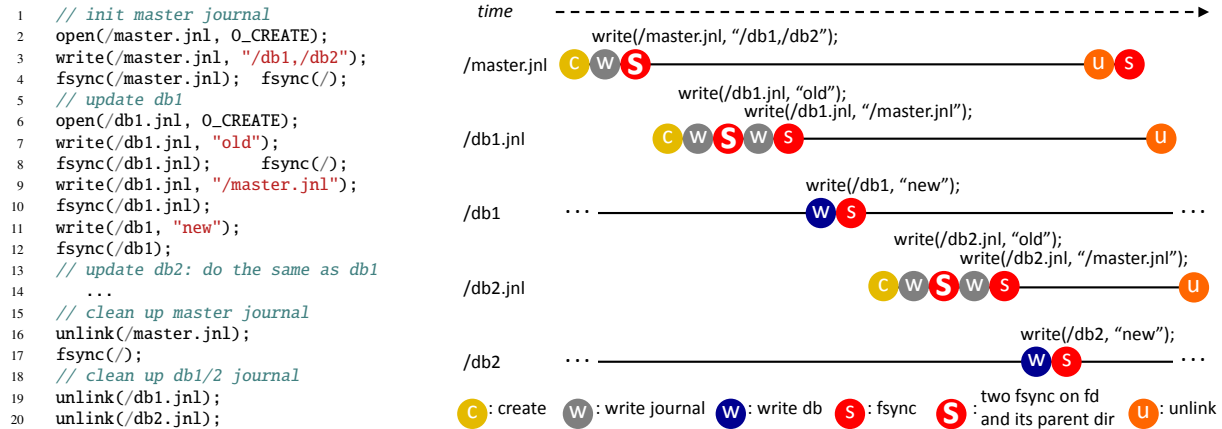 1 // init master journal
2 open(/master.jnl, O_CREATE);
3 write(/master.jnl, "/db1,/db2");
4 fsync(/master.jnl); fsync(/);
5 // update db1
6 open(/db1.jnl, O_CREATE);
7 write(/db1.jnl, "old");
8 fsync(/db1.jnl); fsync(/);
9 write(/db1.jnl, "/master.jnl");
10 fsync(/db1.jnl);
11 write(/db1, "new");
12 fsync(/db1);
13 // update db2: do the same as db1
14 ...
15 // clean up master journal
16 unlink(/master.jnl);
17 fsync(/);
18 // clean up db1/2 journal
19 unlink(/db1.jnl);
20 unlink(/db2.jnl);
time
write(/master.jnl, “/db1,/db2”);
/master.jnl C W S U S
write(/db1.jnl, “old”);
write(/db1.jnl, “/master.jnl”);
/db1.jnl C W S W S U
write(/db1, “new”);
/db1 ... W S ...
write(/db2.jnl, “old”);
write(/db2.jnl, “/master.jnl”);
/db2.jnl C W S W S U
write(/db2, “new”);
/db2 ... W S ...
C : create W : write journal W : write db S : fsync S : two fsync on fd
and its parent dir U : unlink